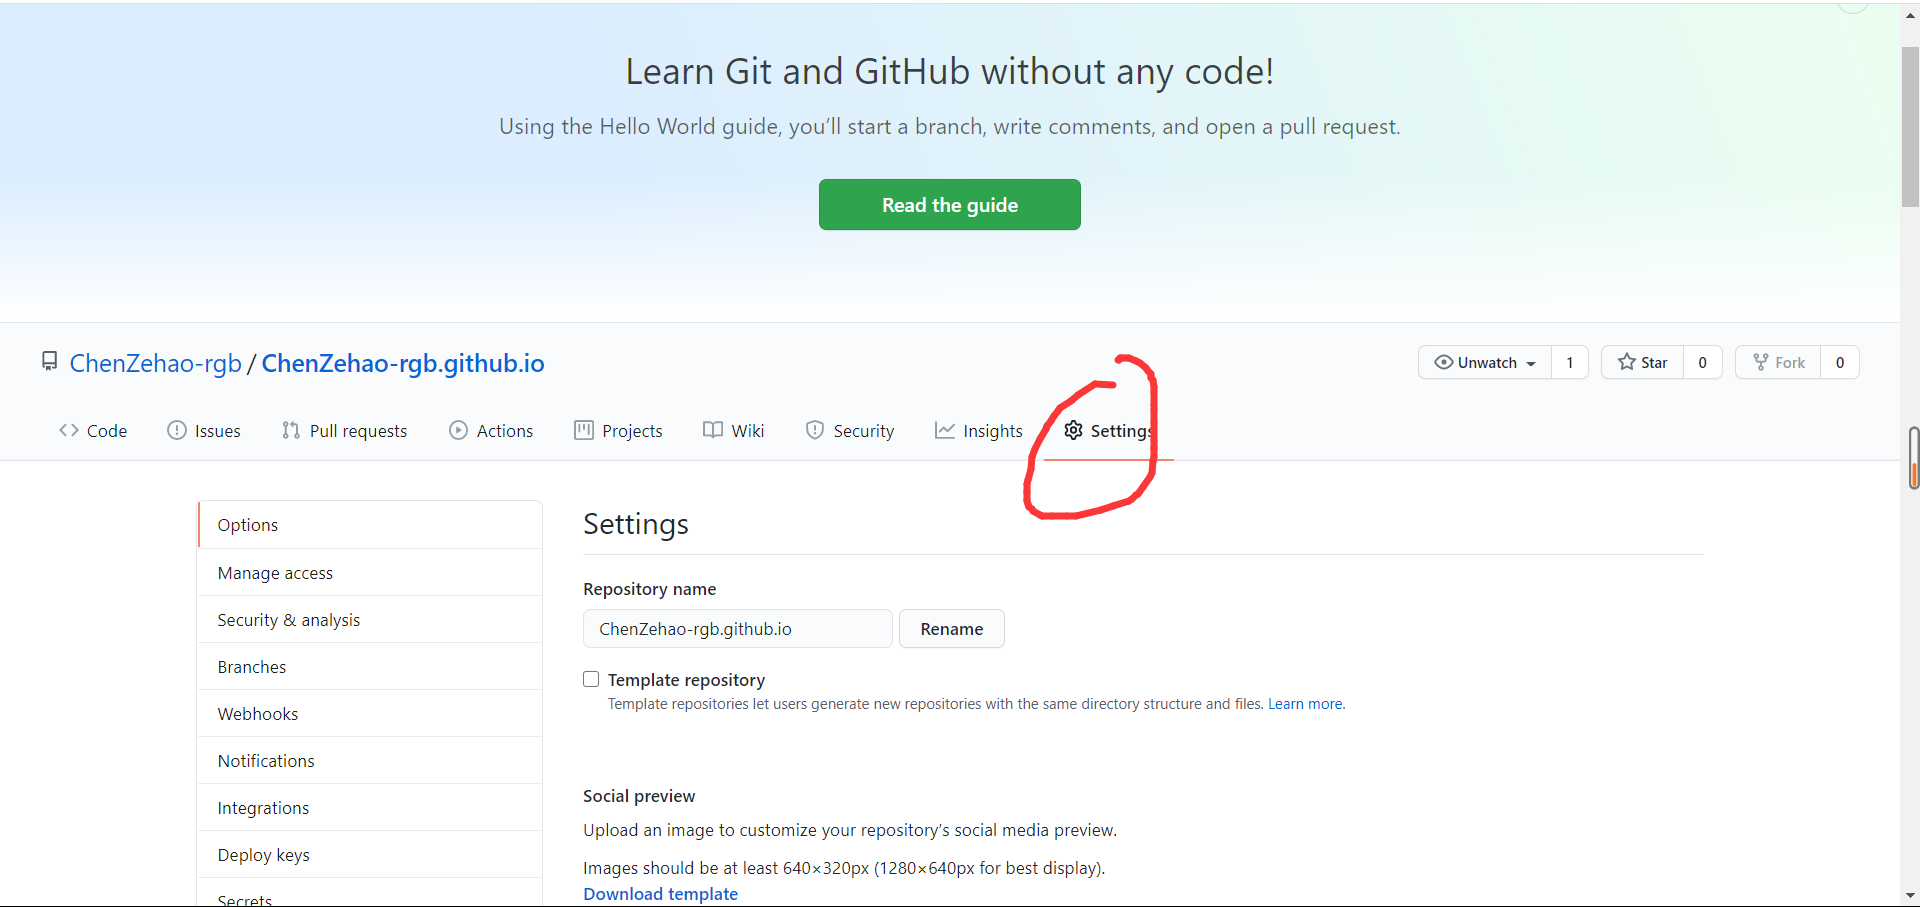 Learn Git and GitHub without any code!
Using the Hello World guide, you’ll start a branch, write comments, and open a pull request.
Read the guide
ChenZehao-rgb / ChenZehao-rgb.github.io
Unwatch 1 Star 0 Fork 0
Code Issues Pull requests Actions Projects Wiki Security Insights Settings
Options
Manage access
Security & analysis
Branches
Webhooks
Notifications
Integrations
Deploy keys
Secrets
Settings
Repository name
ChenZehao-rgb.github.io Rename
Template repository
Template repositories let users generate new repositories with the same directory structure and files. Learn more.
Social preview
Upload an image to customize your repository’s social media preview.
Images should be at least 640×320px (1280×640px for best display).
Download template